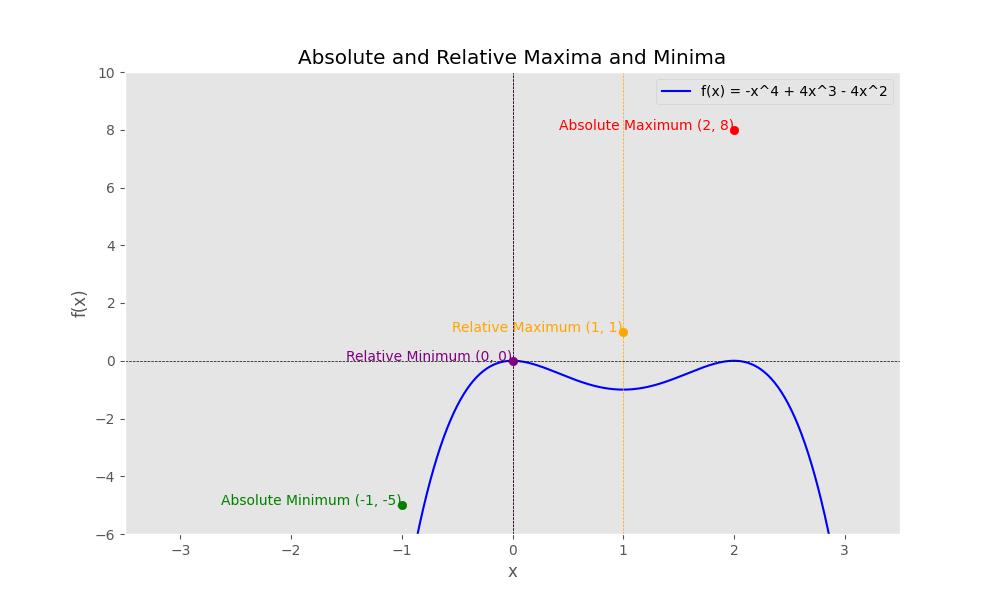 Absolute and Relative Maxima and Minima
f(x) = -x^4 + 4x^3 - 4x^2
Absolute Maximum (2, 8)
Relative Maximum (1, 1)
Relative Minimum (0, 0)
Absolute Minimum (-1, -5)
f(x)
10
8
6
4
2
0
−2
−4
−6
−3 −2 −1 0 1 2 3
x